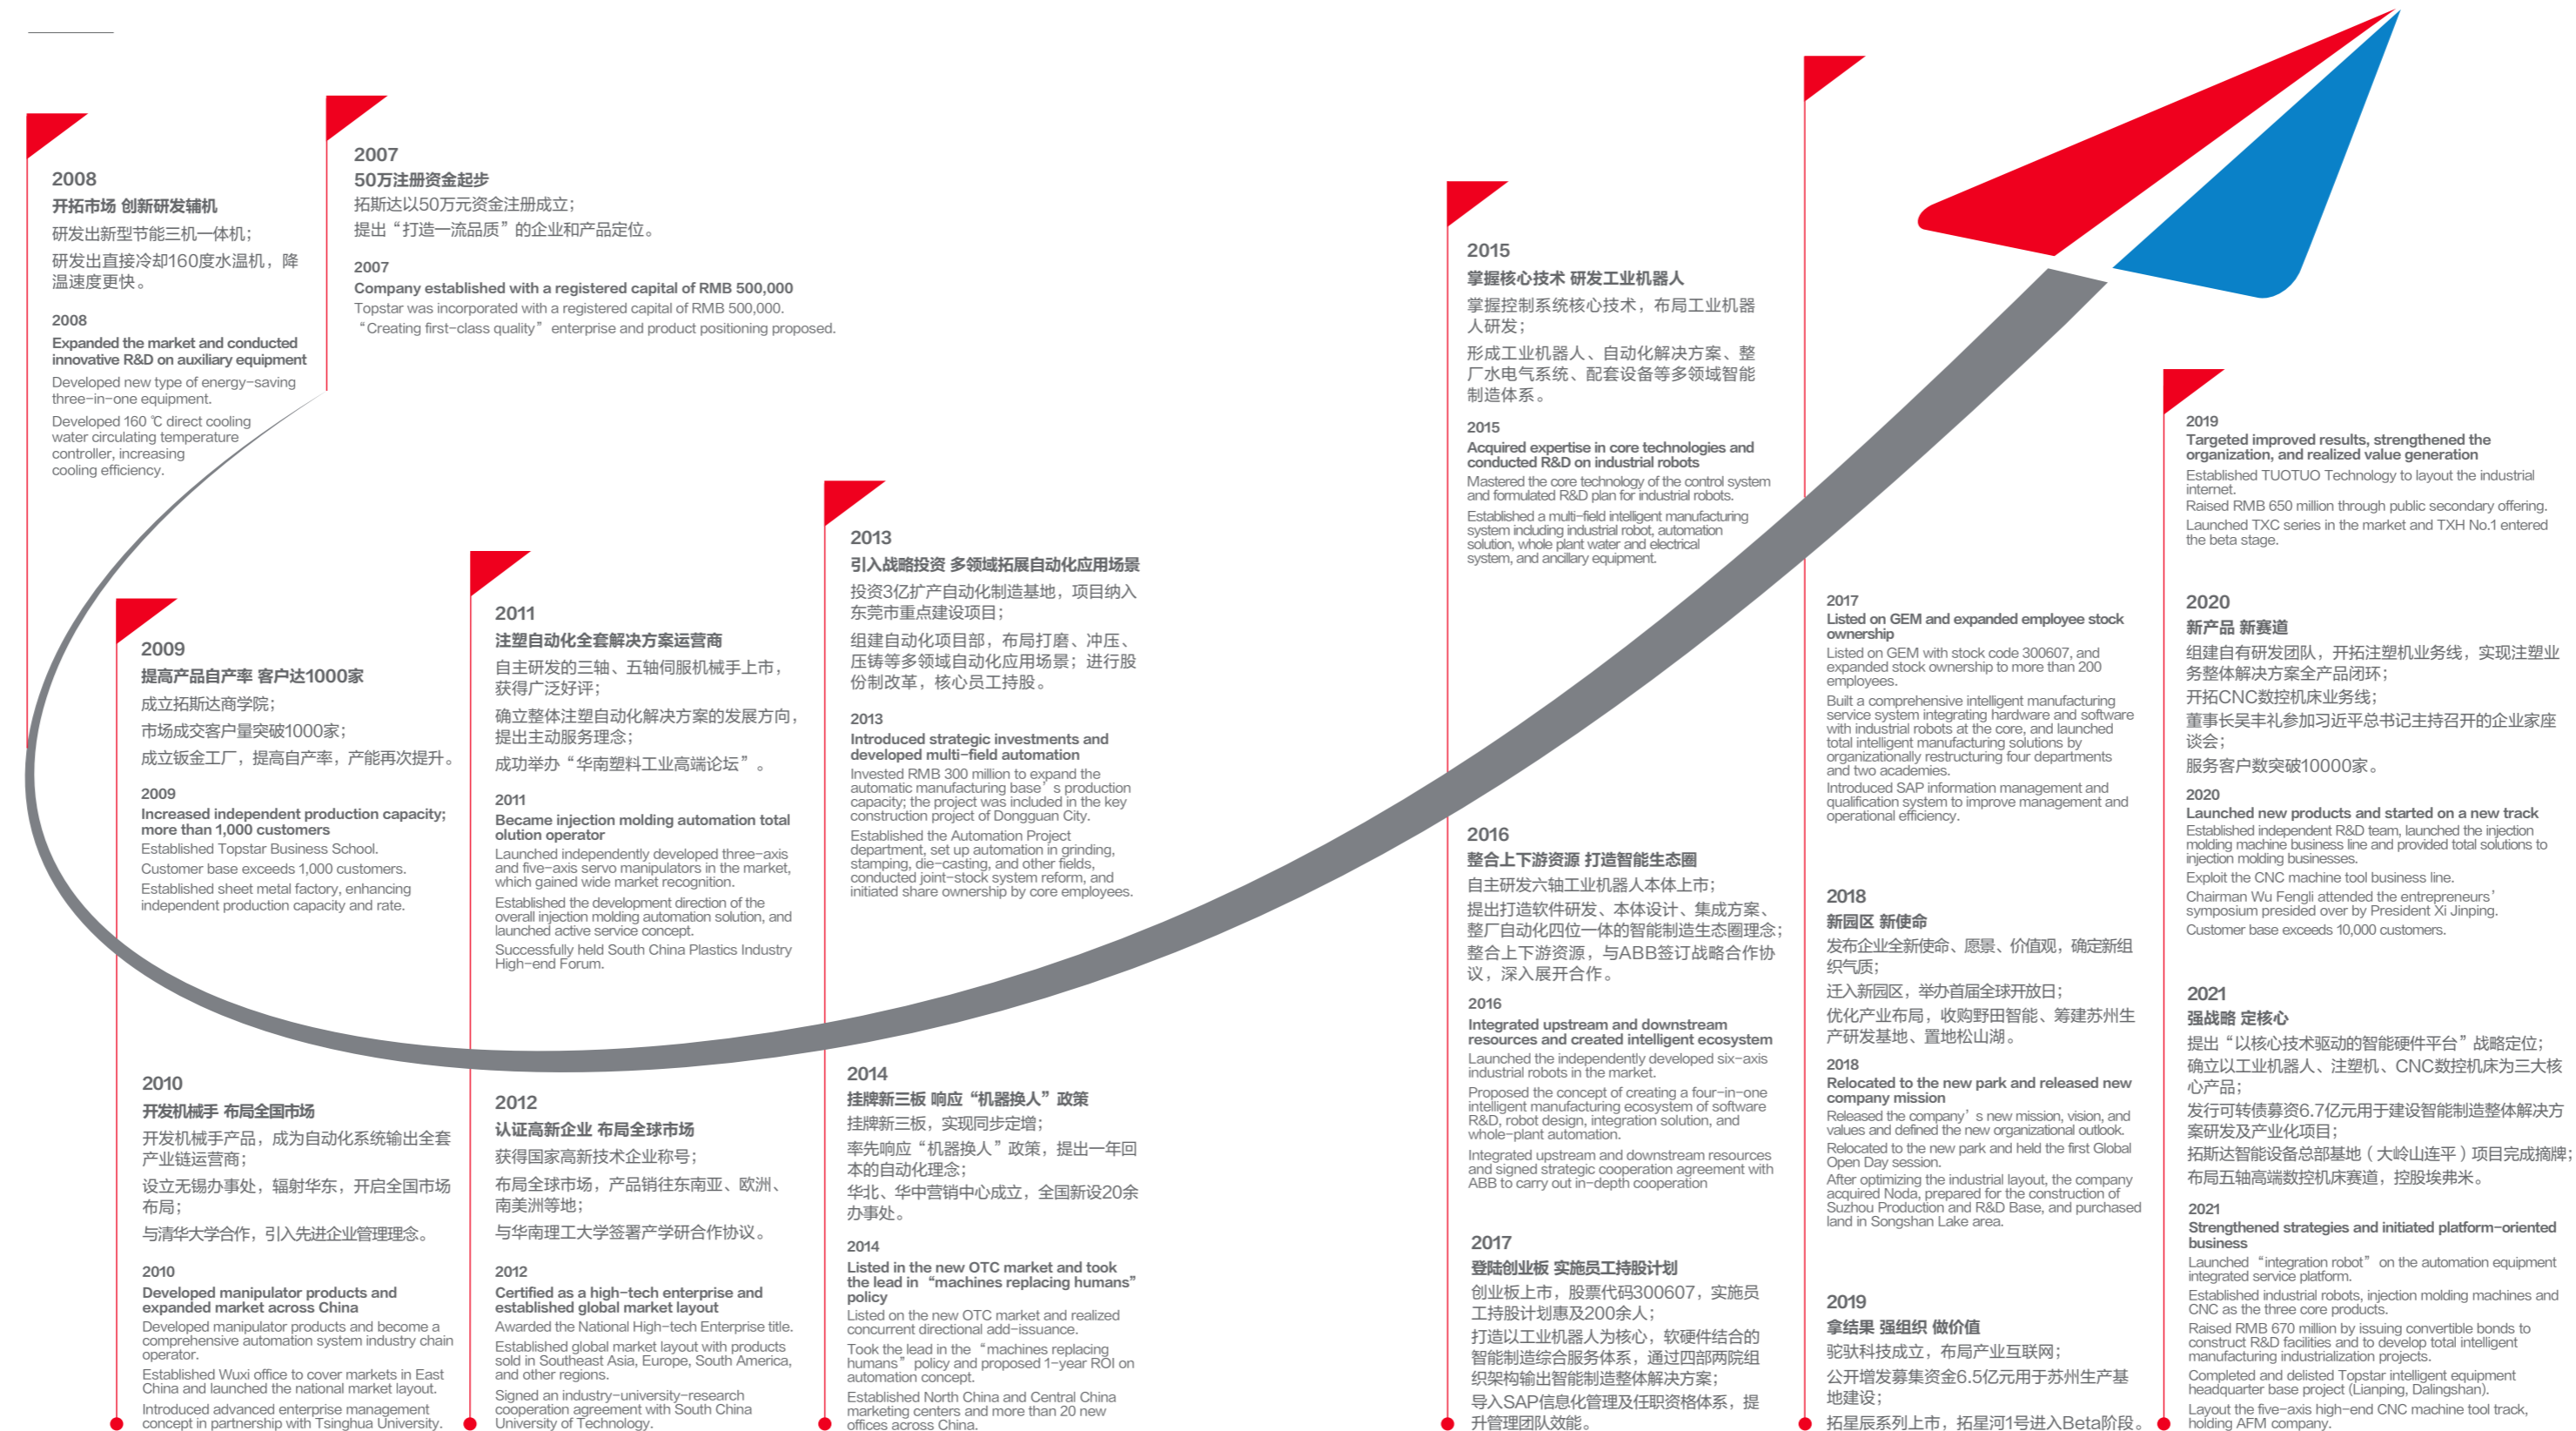 2007
50万注册资金起步
拓斯达以50万元资金注册成立；
提出“打造一流品质”的企业和产品定位。
2007
Company established with a registered capital of RMB 500,000
Topstar was incorporated with a registered capital of RMB 500,000.
“Creating first-class quality” enterprise and product positioning proposed.
2008
开拓市场 创新研发辅机
研发出新型节能三机一体机；
研发出直接冷却160度水温机，降
温速度更快。
2008
Expanded the market and conducted
innovative R&D on auxiliary equipment
Developed new type of energy-saving
three-in-one equipment.
Developed 160 ℃ direct cooling
water circulating temperature
controller, increasing
cooling efficiency.
2009
提高产品自产率 客户达1000家
成立拓斯达商学院；
市场成交客户量突破1000家；
成立钣金工厂，提高自产率，产能再次提升。
2009
Increased independent production capacity;
more than 1,000 customers
Established Topstar Business School.
Customer base exceeds 1,000 customers.
Established sheet metal factory, enhancing
independent production capacity and rate.
2010
开发机械手 布局全国市场
开发机械手产品，成为自动化系统输出全套
产业链运营商；
设立无锡办事处，辐射华东，开启全国市场
布局；
与清华大学合作，引入先进企业管理理念。
2010
Developed manipulator products and
expanded market across China
Developed manipulator products and become a
comprehensive automation system industry chain
operator.
Established Wuxi office to cover markets in East
China and launched the national market layout.
Introduced advanced enterprise management
concept in partnership with Tsinghua University.
2011
注塑自动化全套解决方案运营商
自主研发的三轴、五轴伺服机械手上市，
获得广泛好评；
确立整体注塑自动化解决方案的发展方向，
提出主动服务理念；
成功举办“华南塑料工业高端论坛”。
2011
Became injection molding automation total
olution operator
Launched independently developed three-axis
and five-axis servo manipulators in the market,
which gained wide market recognition.
Established the development direction of the
overall injection molding automation solution, and
launched active service concept.
Successfully held South China Plastics Industry
High-end Forum.
2012
认证高新企业 布局全球市场
获得国家高新技术企业称号；
布局全球市场，产品销往东南亚、欧洲、
南美洲等地；
与华南理工大学签署产学研合作协议。
2012
Certified as a high-tech enterprise and
established global market layout
Awarded the National High-tech Enterprise title.
Established global market layout with products
sold in Southeast Asia, Europe, South America,
and other regions.
Signed an industry-university-research
cooperation agreement with South China
University of Technology.
2013
引入战略投资 多领域拓展自动化应用场景
投资3亿扩产自动化制造基地，项目纳入
东莞市重点建设项目；
组建自动化项目部，布局打磨、冲压、
压铸等多领域自动化应用场景；进行股
份制改革，核心员工持股。
2013
Introduced strategic investments and
developed multi-field automation
Invested RMB 300 million to expand the
automatic manufacturing base’s production
capacity; the project was included in the key
construction project of Dongguan City.
Established the Automation Project
department, set up automation in grinding,
stamping, die-casting, and other fields,
conducted joint-stock system reform, and
initiated share ownership by core employees.
2014
挂牌新三板 响应“机器换人”政策
挂牌新三板，实现同步定增；
率先响应“机器换人”政策，提出一年回
本的自动化理念；
华北、华中营销中心成立，全国新设20余
办事处。
2014
Listed in the new OTC market and took
the lead in “machines replacing humans”
policy
Listed on the new OTC market and realized
concurrent directional add-issuance.
Took the lead in the “machines replacing
humans” policy and proposed 1-year ROI on
automation concept.
Established North China and Central China
marketing centers and more than 20 new
offices across China.
2015
掌握核心技术 研发工业机器人
掌握控制系统核心技术，布局工业机器
人研发；
形成工业机器人、自动化解决方案、整
厂水电气系统、配套设备等多领域智能
制造体系。
2015
Acquired expertise in core technologies and
conducted R&D on industrial robots
Mastered the core technology of the control system
and formulated R&D plan for industrial robots.
Established a multi-field intelligent manufacturing
system including industrial robot, automation
solution, whole plant water and electrical
system, and ancillary equipment.
2016
整合上下游资源 打造智能生态圈
自主研发六轴工业机器人本体上市；
提出打造软件研发、本体设计、集成方案、
整厂自动化四位一体的智能制造生态圈理念；
整合上下游资源，与ABB签订战略合作协
议，深入展开合作。
2016
Integrated upstream and downstream
resources and created intelligent ecosystem
Launched the independently developed six-axis
industrial robots in the market.
Proposed the concept of creating a four-in-one
intelligent manufacturing ecosystem of software
R&D, robot design, integration solution, and
whole-plant automation.
Integrated upstream and downstream resources
and signed strategic cooperation agreement with
ABB to carry out in-depth cooperation
2017
登陆创业板 实施员工持股计划
创业板上市，股票代码300607，实施员
工持股计划惠及200余人；
打造以工业机器人为核心，软硬件结合的
智能制造综合服务体系，通过四部两院组
织架构输出智能制造整体解决方案；
导入SAP信息化管理及任职资格体系，提
升管理团队效能。
2017
Listed on GEM and expanded employee stock
ownership
Listed on GEM with stock code 300607, and
expanded stock ownership to more than 200
employees.
Built a comprehensive intelligent manufacturing
service system integrating hardware and software
with industrial robots at the core, and launched
total intelligent manufacturing solutions by
organizationally restructuring four departments
and two academies.
Introduced SAP information management and
qualification system to improve management and
operational efficiency.
2018
新园区 新使命
发布企业全新使命、愿景、价值观，确定新组
织气质；
迁入新园区，举办首届全球开放日；
优化产业布局，收购野田智能、筹建苏州生
产研发基地、置地松山湖。
2018
Relocated to the new park and released new
company mission
Released the company’s new mission, vision, and
values and defined the new organizational outlook.
Relocated to the new park and held the first Global
Open Day session.
After optimizing the industrial layout, the company
acquired Noda, prepared for the construction of
Suzhou Production and R&D Base, and purchased
land in Songshan Lake area.
2019
拿结果 强组织 做价值
驼驮科技成立，布局产业互联网；
公开增发募集资金6.5亿元用于苏州生产基
地建设；
拓星辰系列上市，拓星河1号进入Beta阶段。
2019
Targeted improved results, strengthened the
organization, and realized value generation
Established TUOTUO Technology to layout the industrial
internet.
Raised RMB 650 million through public secondary offering.
Launched TXC series in the market and TXH No.1 entered
the beta stage.
2020
新产品 新赛道
组建自有研发团队，开拓注塑机业务线，实现注塑业
务整体解决方案全产品闭环；
开拓CNC数控机床业务线；
董事长吴丰礼参加习近平总书记主持召开的企业家座
谈会；
服务客户数突破10000家。
2020
Launched new products and started on a new track
Established independent R&D team, launched the injection
molding machine business line and provided total solutions to
injection molding businesses.
Exploit the CNC machine tool business line.
Chairman Wu Fengli attended the entrepreneurs’
symposium presided over by President Xi Jinping.
Customer base exceeds 10,000 customers.
2021
强战略 定核心
提出“以核心技术驱动的智能硬件平台”战略定位；
确立以工业机器人、注塑机、CNC数控机床为三大核
心产品；
发行可转债募资6.7亿元用于建设智能制造整体解决方
案研发及产业化项目；
拓斯达智能设备总部基地（大岭山连平）项目完成摘牌；
布局五轴高端数控机床赛道，控股埃弗米。
2021
Strengthened strategies and initiated platform-oriented
business
Launched “integration robot” on the automation equipment
integrated service platform.
Established industrial robots, injection molding machines and
CNC as the three core products.
Raised RMB 670 million by issuing convertible bonds to
construct R&D facilities and to develop total intelligent
manufacturing industrialization projects.
Completed and delisted Topstar intelligent equipment
headquarter base project (Lianping, Dalingshan).
Layout the five-axis high-end CNC machine tool track,
holding AFM company.